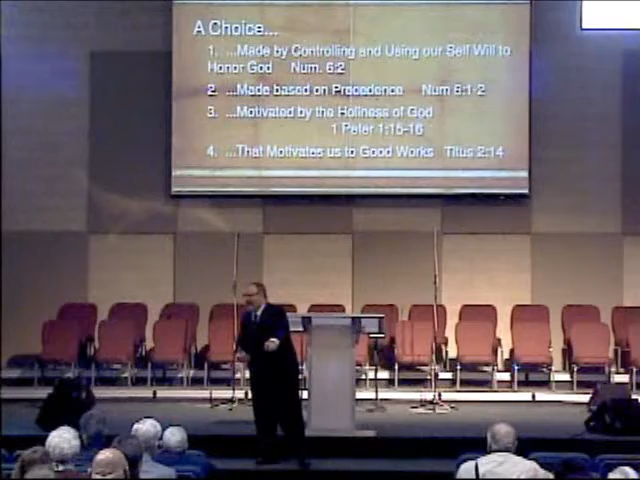 A Choice...
1. ...Made by Controlling and Using our Self Will to
Honor God Num. 6:2
2. ...Made based on Precedence Num 6:1-2
3. ...Motivated by the Holiness of God
1 Peter 1:15-16
4. ...That Motivates us to Good Works Titus 2:14